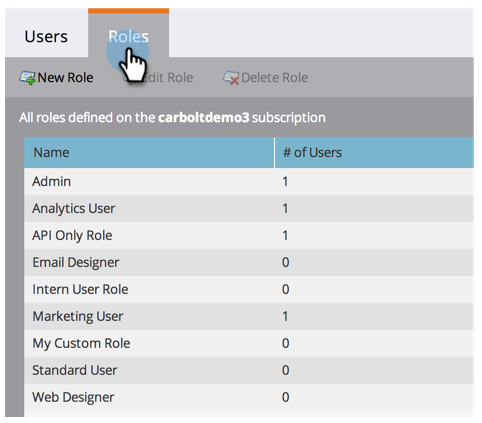 Users Roles
New Role Edit Role Delete Role
All roles defined on the carboltdemo3 subscription
Name # of Users
Admin 1
Analytics User 1
API Only Role 1
Email Designer 0
Intern User Role 0
Marketing User 1
My Custom Role 0
Standard User 0
Web Designer 0